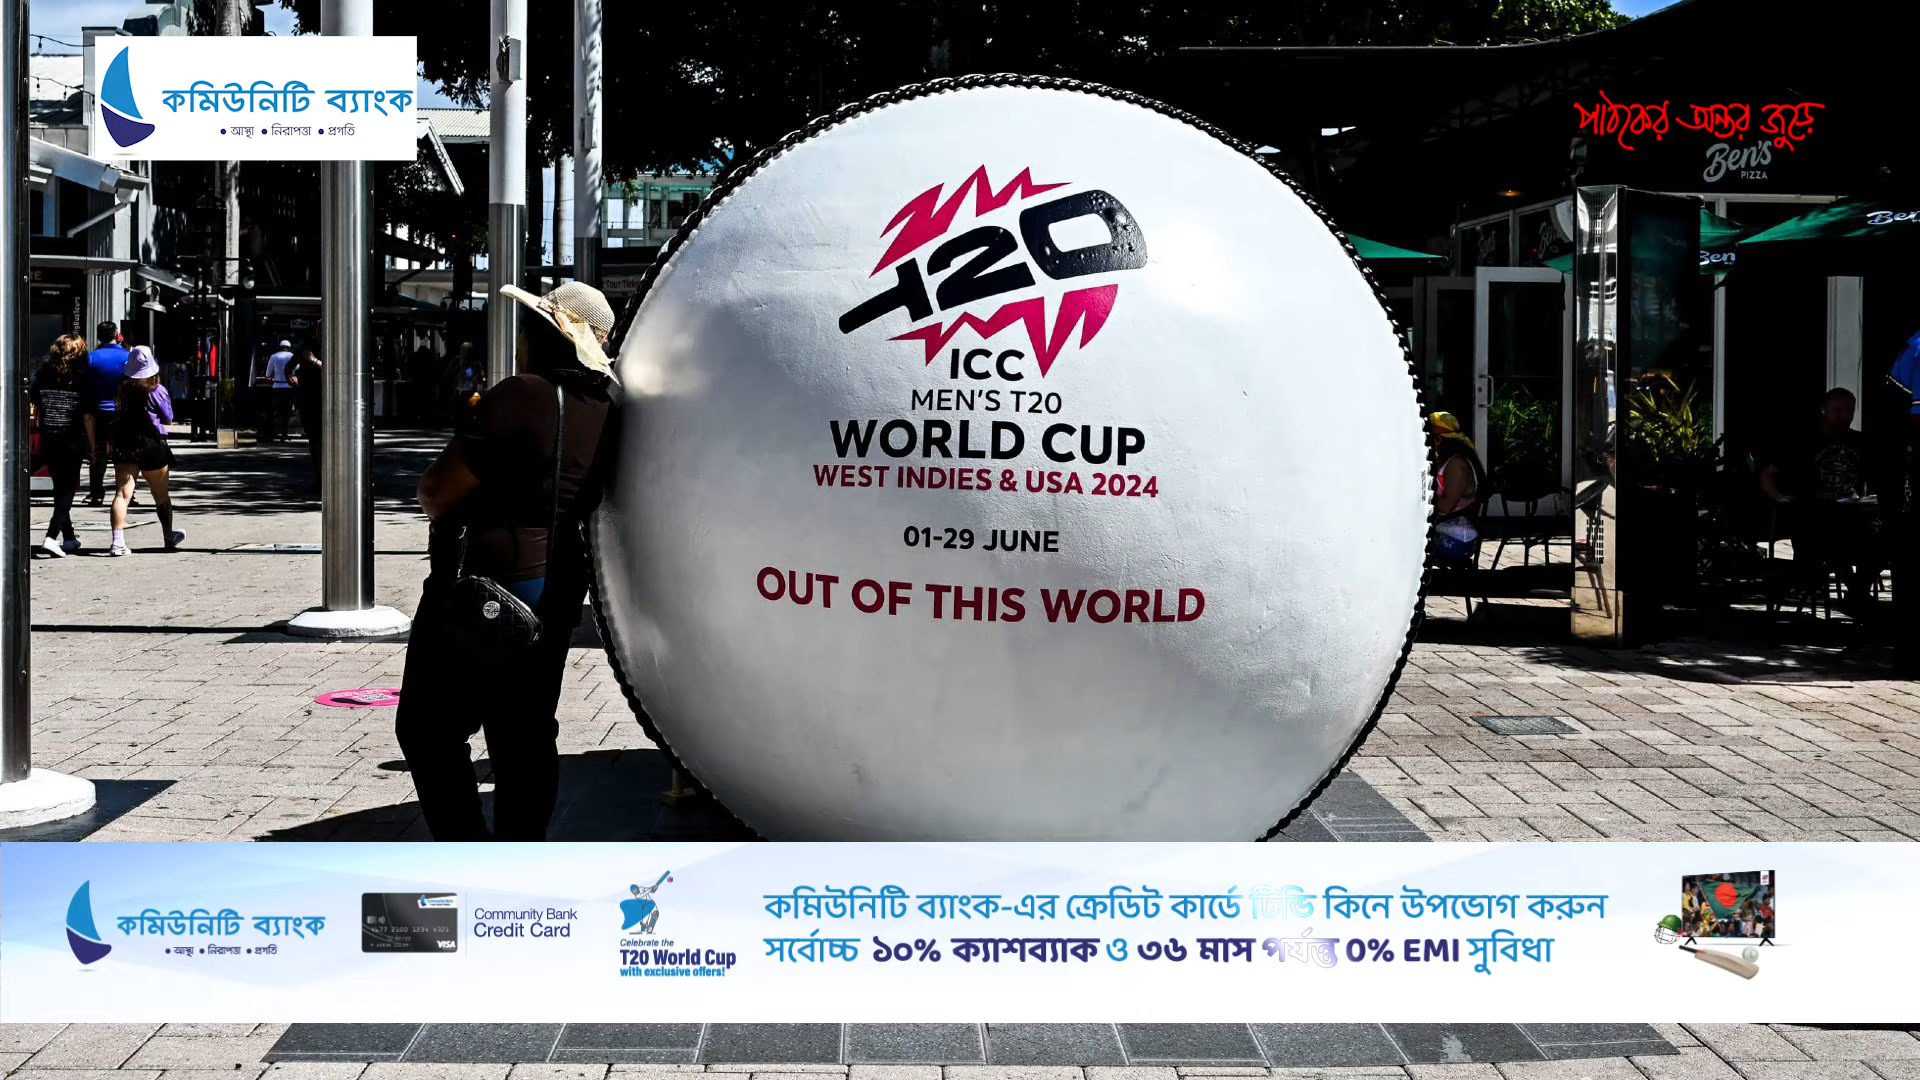 কমিউনিটি ব্যাংক
• আস্থা • নিরাপত্তা • প্রগতি
পাঠকের অন্তর জুড়ে
Ben's
PIZZA
T20
ICC
MEN'S T20
WORLD CUP
WEST INDIES & USA 2024
01-29 JUNE
OUT OF THIS WORLD
কমিউনিটি ব্যাংক
• আস্থা • নিরাপত্তা • প্রগতি
Community Bank
Credit Card
VISA
Celebrate the
T20 World Cup
with exclusive offers!
কমিউনিটি ব্যাংক-এর ক্রেডিট কার্ডে টিভি কিনে উপভোগ করুন
সর্বোচ্চ ১০% ক্যাশব্যাক ও ৩৬ মাস পর্যন্ত 0% EMI সুবিধা